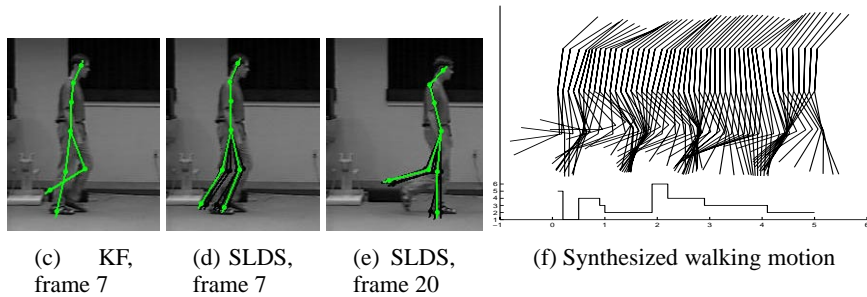 6
5
4
3
2
1
-1 0 1 2 3 4 5 6
(c) KF, frame 7
(d) SLDS, frame 7
(e) SLDS, frame 20
(f) Synthesized walking motion